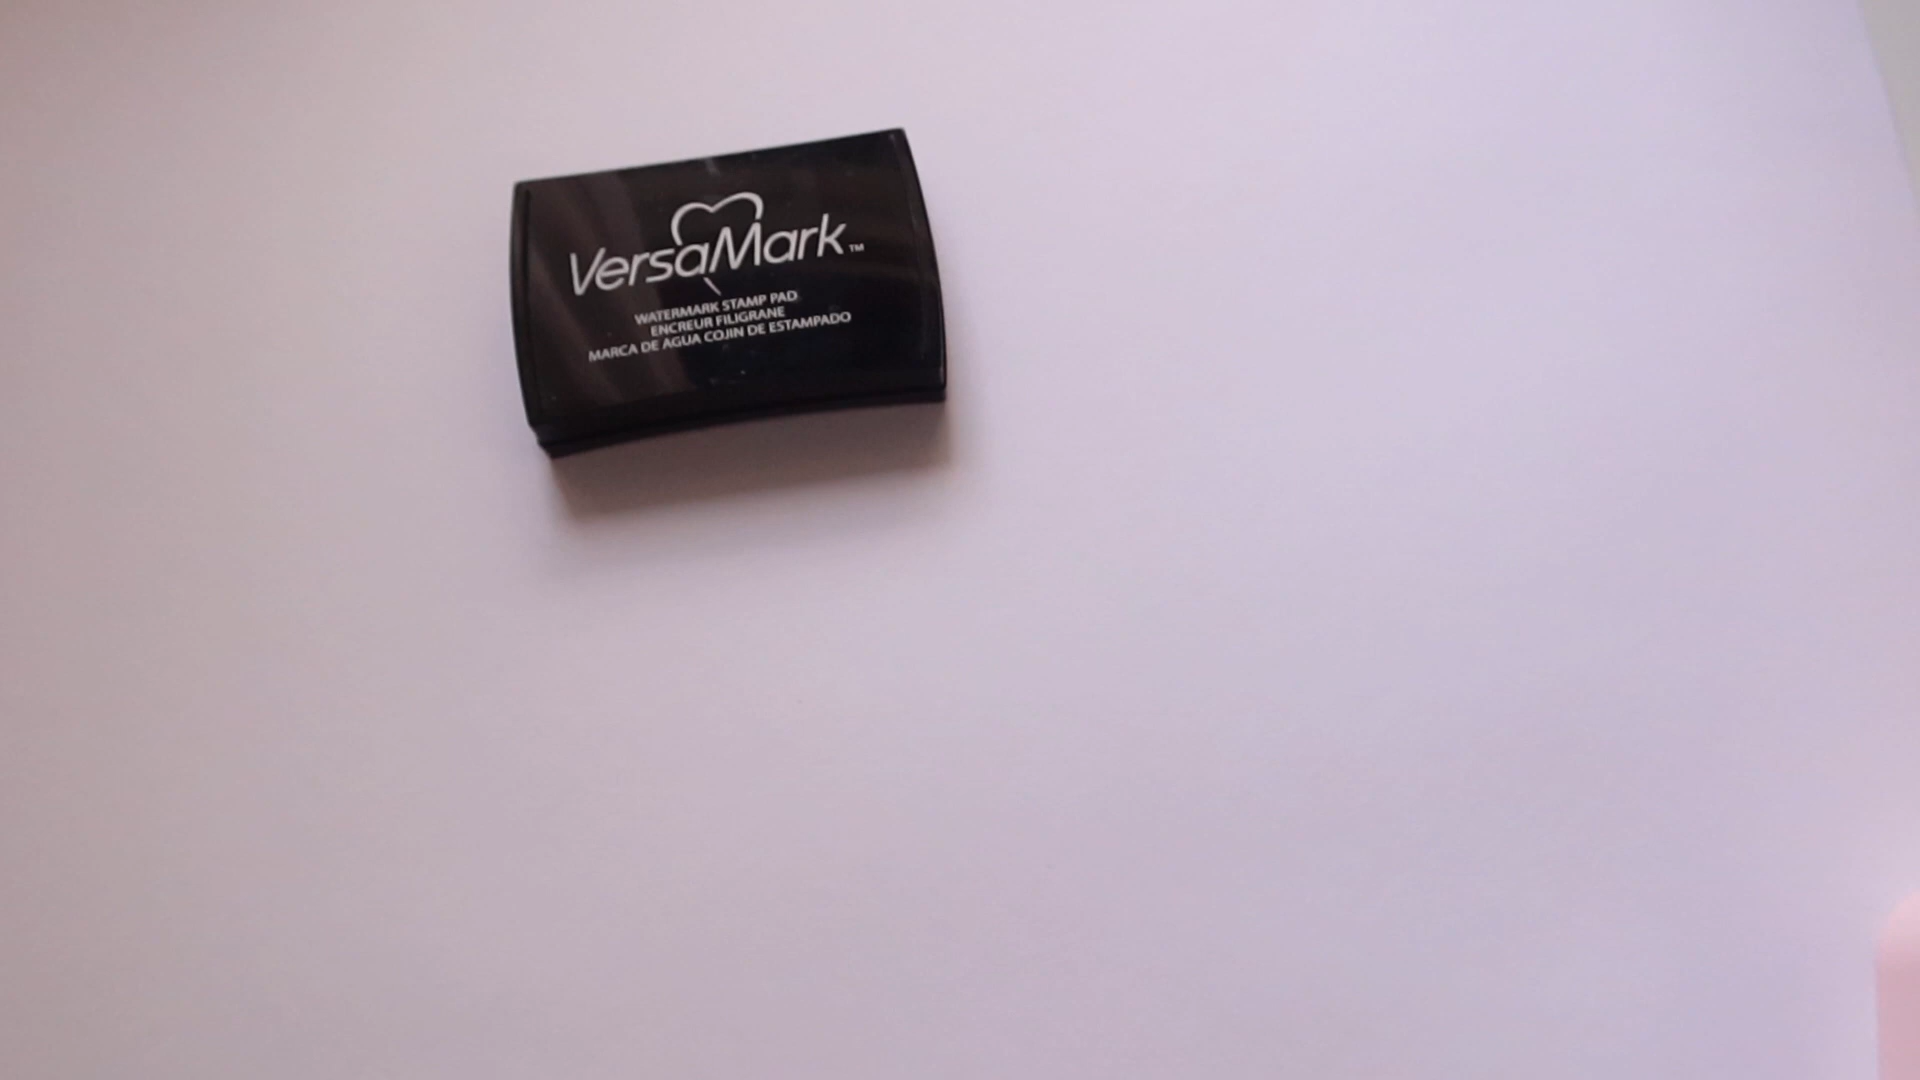 VersaMark™
WATERMARK STAMP PAD
ENCREUR FILIGRANE
MARCA DE AGUA COJIN DE ESTAMPADO